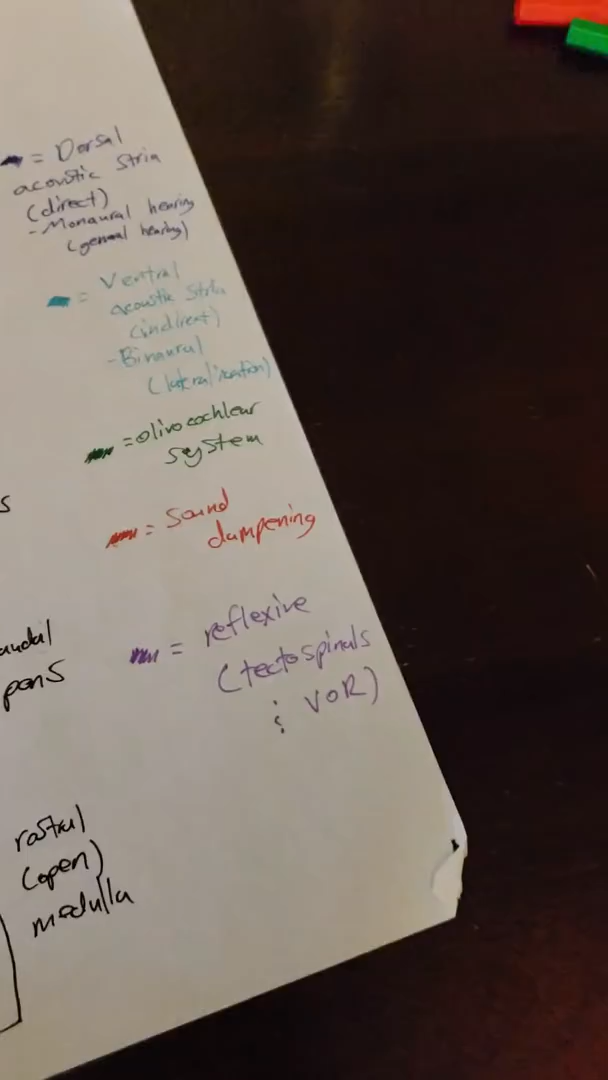 = Dorsal
acoustic Stria
(direct)
- Monaural hearing
(general hearing)
= Ventral
acoustic Stria
(indirect)
- Binaural
(lateralization)
= olivocochlear
system
s
= Sound
dampening
= reflexive
(tectospinals
& VOR)
audal
pons
rostral
(open)
medulla